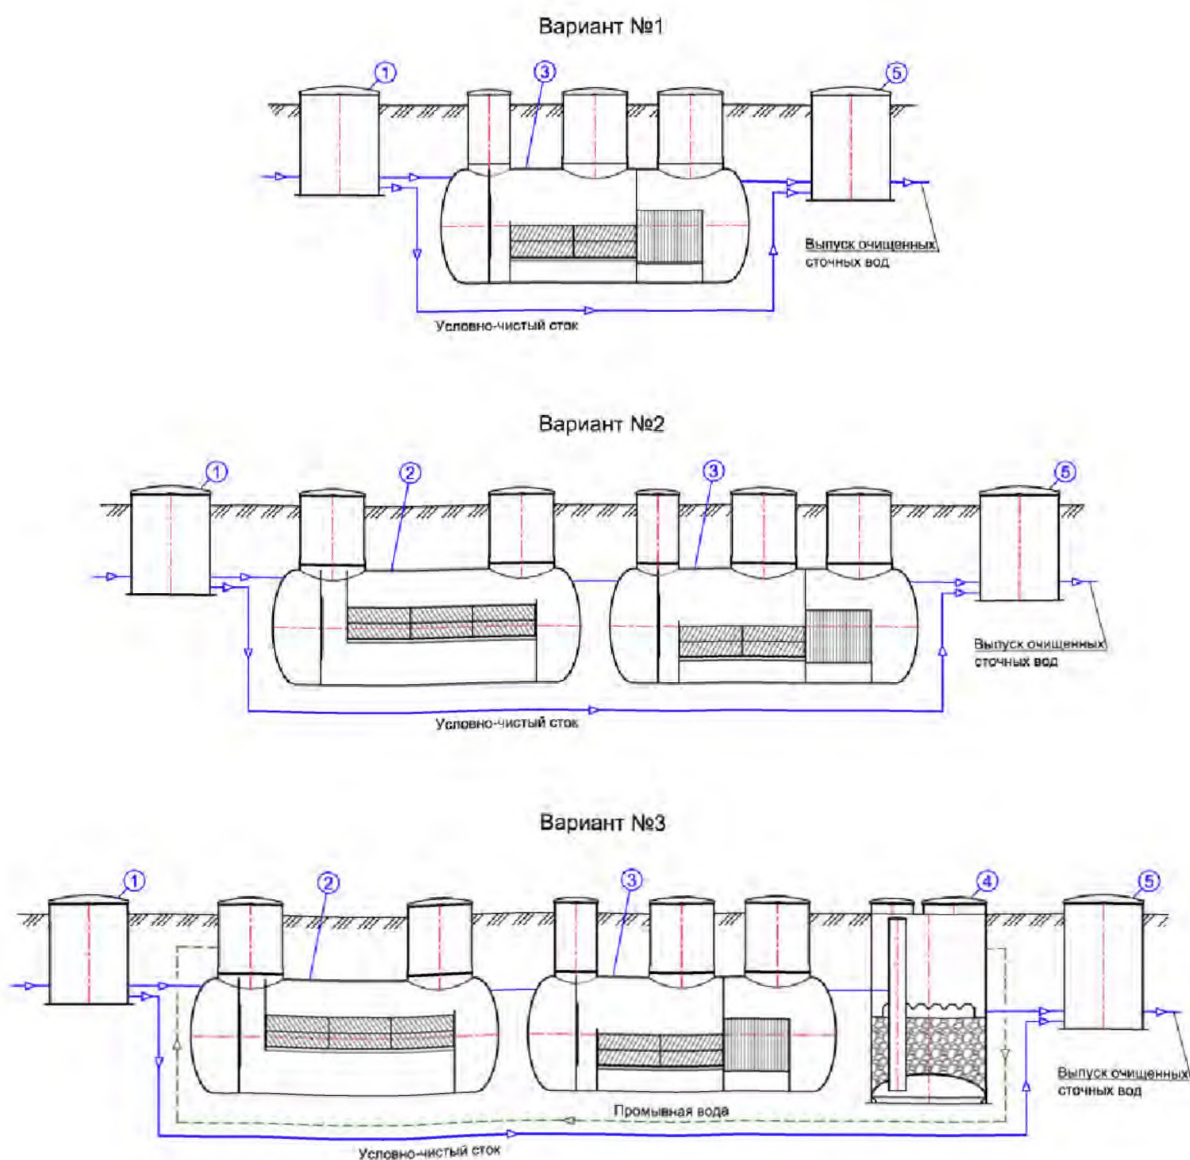 Вариант №1
1
3
5
Выпуск очищенных
сточных вод
Условно-чистый сток
Вариант №2
1
2
3
5
Выпуск очищенных
сточных вод
Условно-чистый сток
Вариант №3
1
2
3
4
5
Выпуск очищенных
сточных вод
Промывная вода
Условно-чистый сток